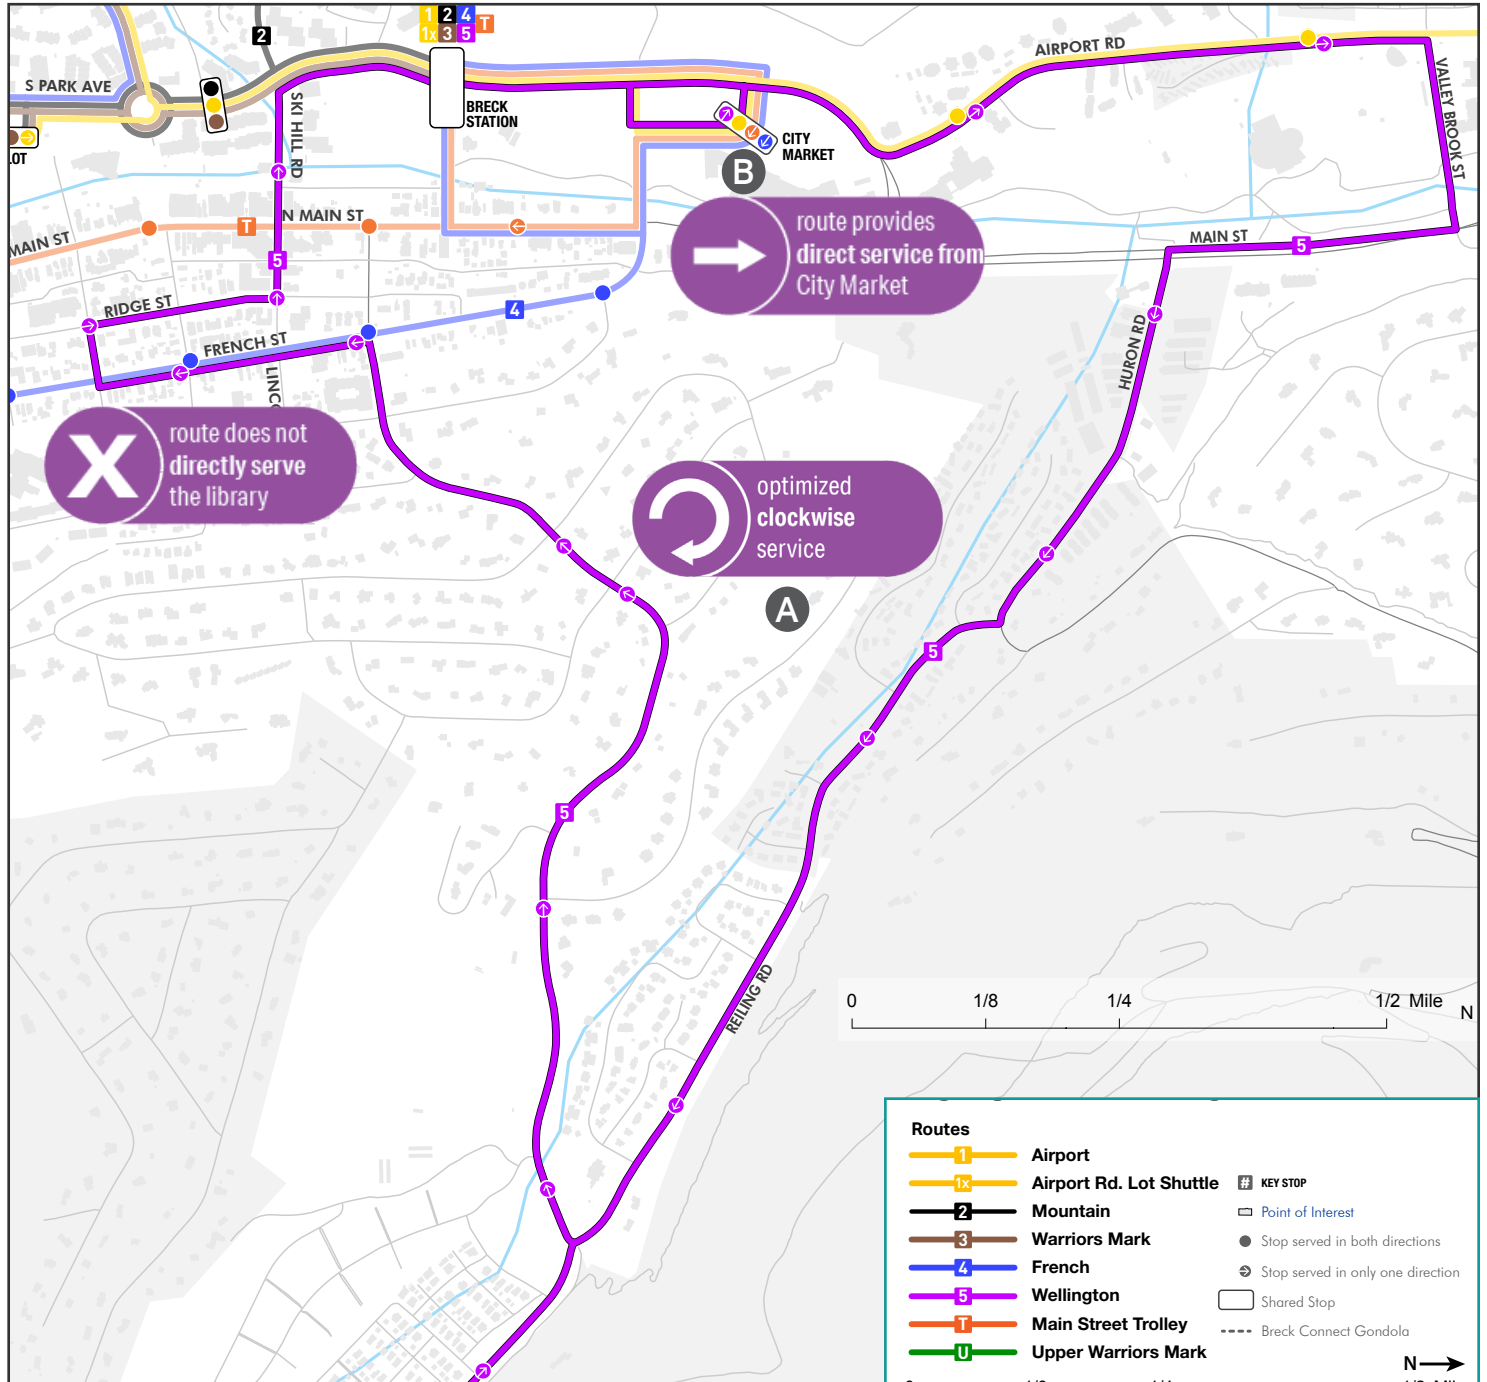 1 2 4
1x 3 5 T
2
S PARK AVE
LOT
SKI HILL RD
BRECK
STATION
AIRPORT RD
VALLEY BROOK ST
CITY
MARKET
B
route provides
direct service from
City Market
MAIN ST
T
N MAIN ST
5
MAIN ST
5
RIDGE ST
4
FRENCH ST
LINCO
HURON RD
X
route does not
directly serve
the library
optimized
clockwise
service
A
5
5
REILING RD
0 1/8 1/4 1/2 Mile
N
Routes
1 Airport
1x Airport Rd. Lot Shuttle
2 Mountain
3 Warriors Mark
4 French
5 Wellington
T Main Street Trolley
U Upper Warriors Mark
# KEY STOP
Point of Interest
Stop served in both directions
Stop served in only one direction
Shared Stop
Breck Connect Gondola
N